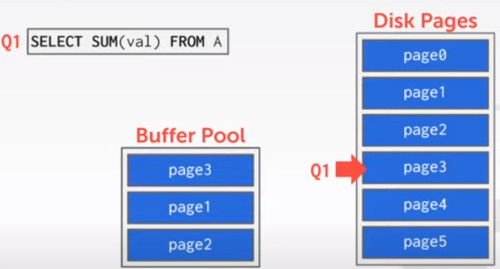 Q1 SELECT SUM(val) FROM A
Buffer Pool
page3
page1
page2
Disk Pages
page0
page1
page2
Q1 page3
page4
page5